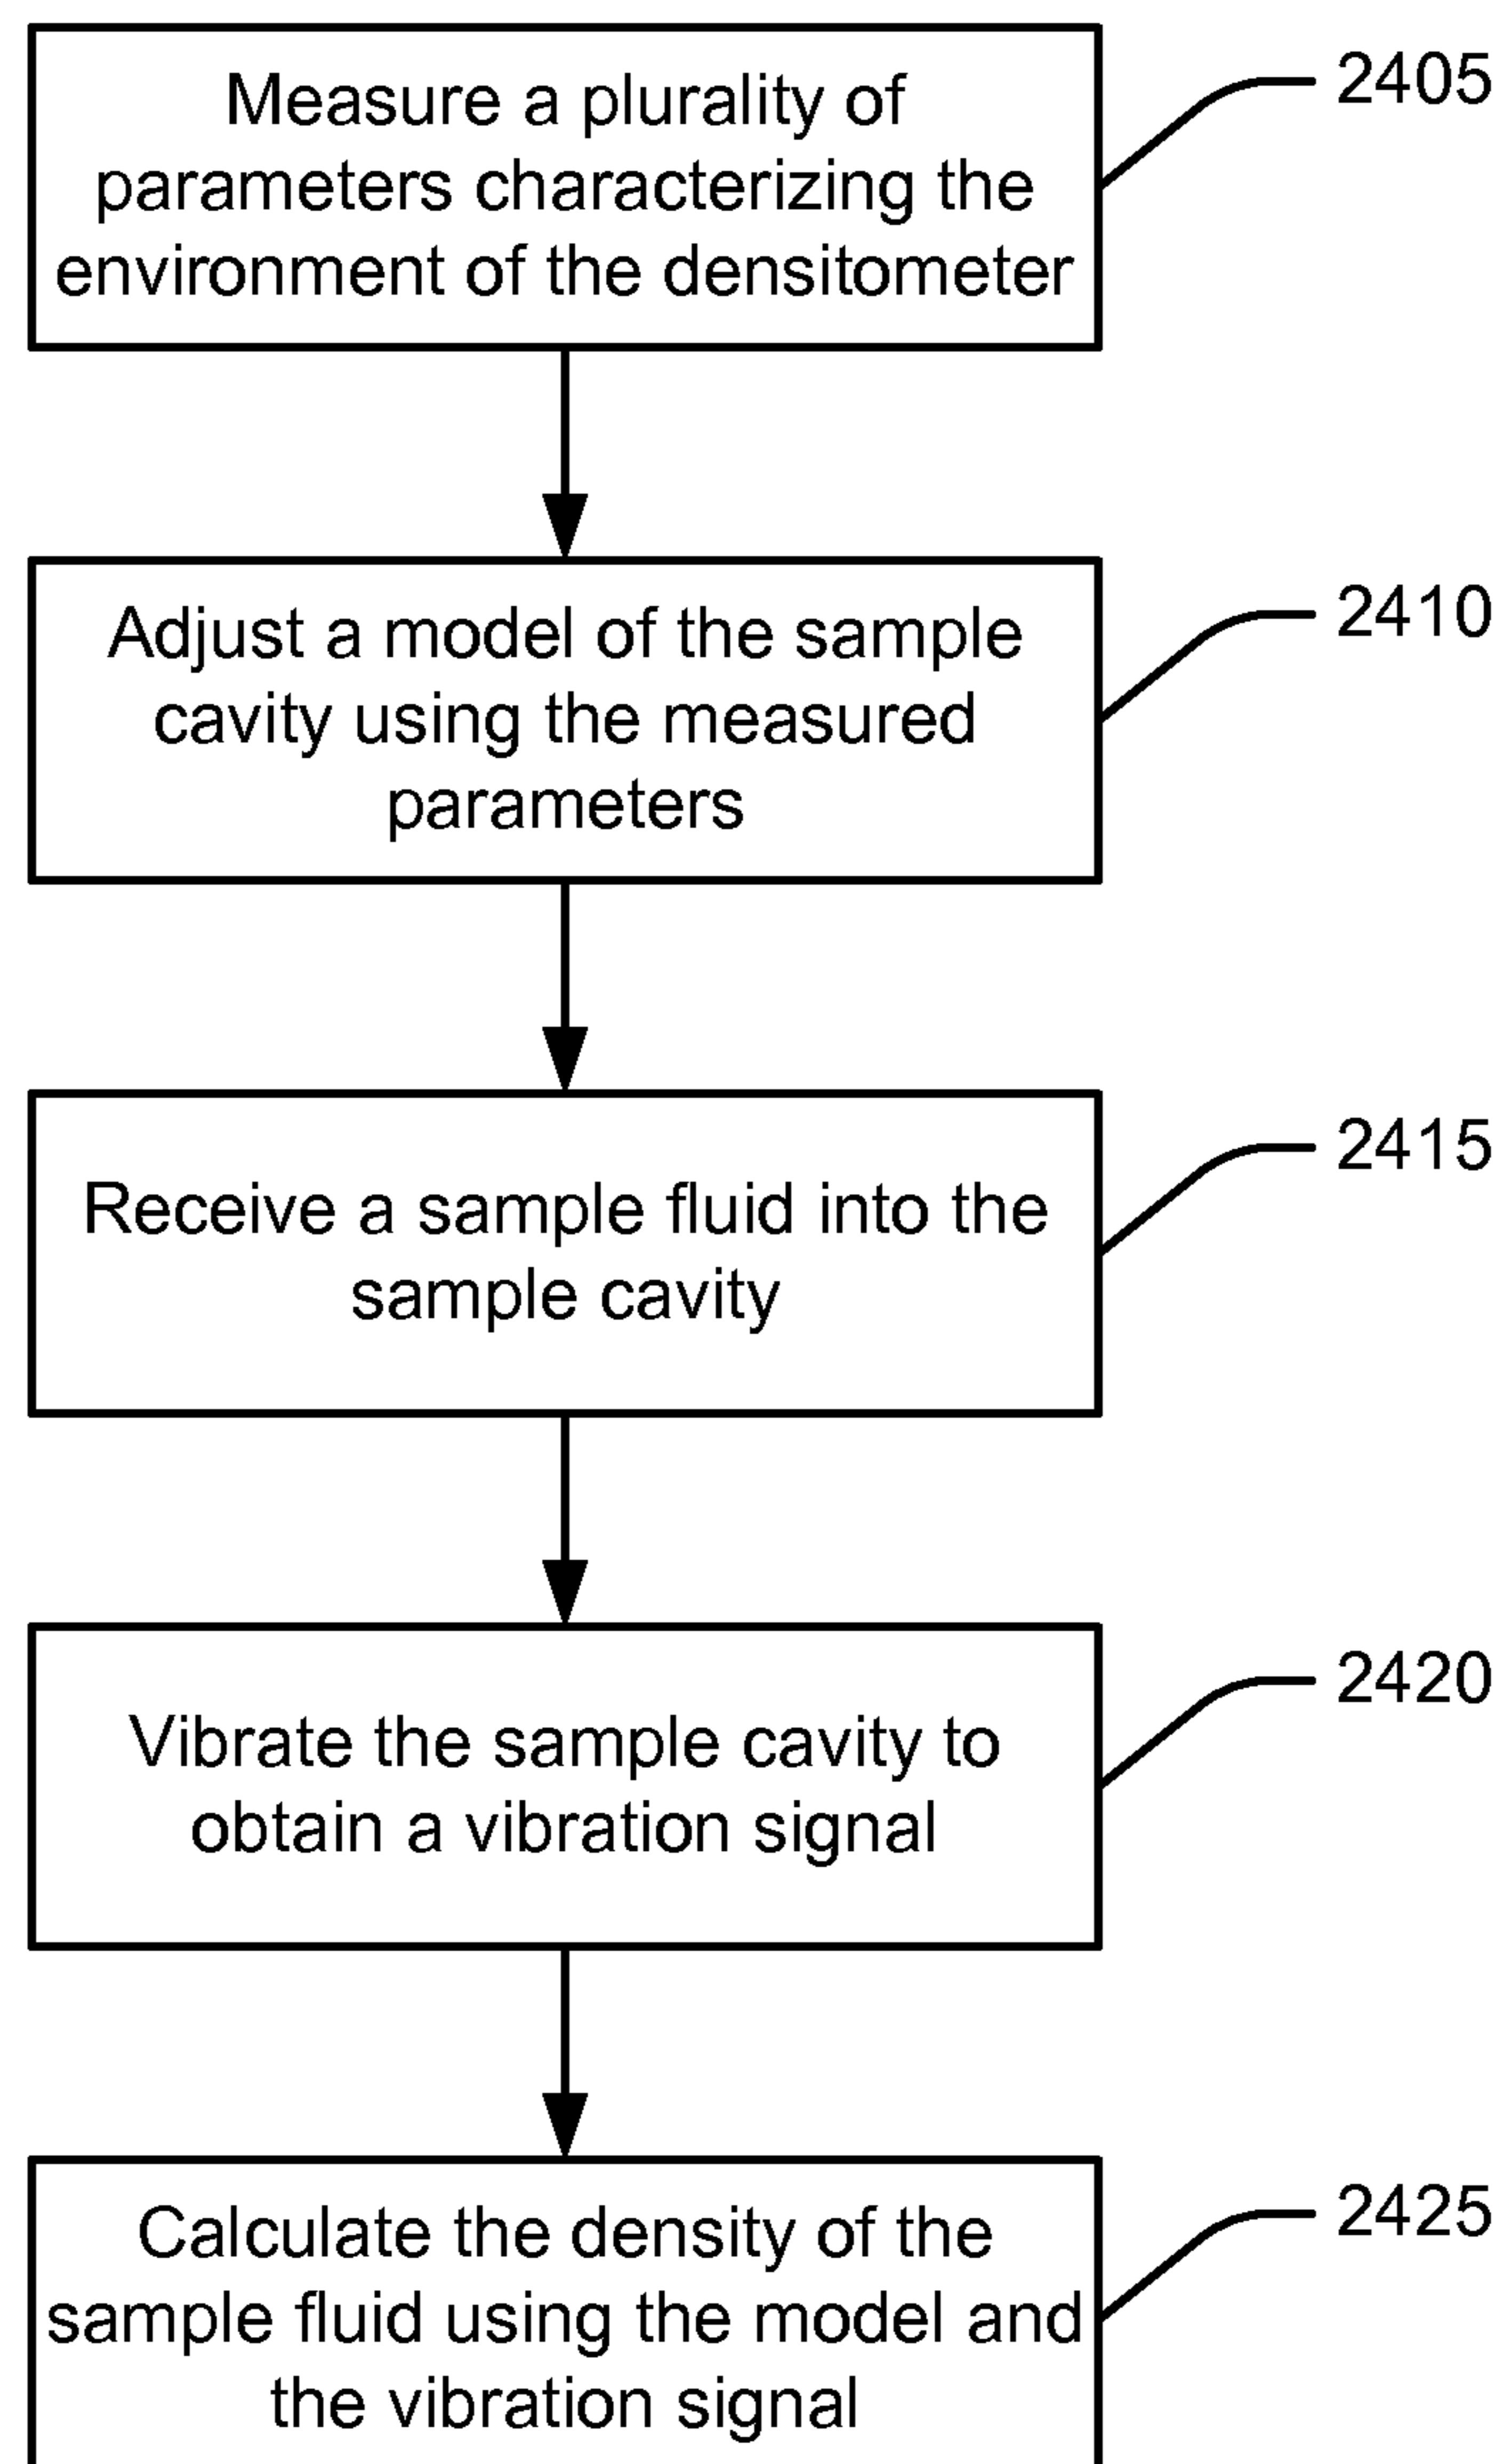 Measure a plurality of
parameters characterizing the
environment of the densitometer
2405
Adjust a model of the sample
cavity using the measured
parameters
2410
Receive a sample fluid into the
sample cavity
2415
Vibrate the sample cavity to
obtain a vibration signal
2420
Calculate the density of the
sample fluid using the model and
the vibration signal
2425